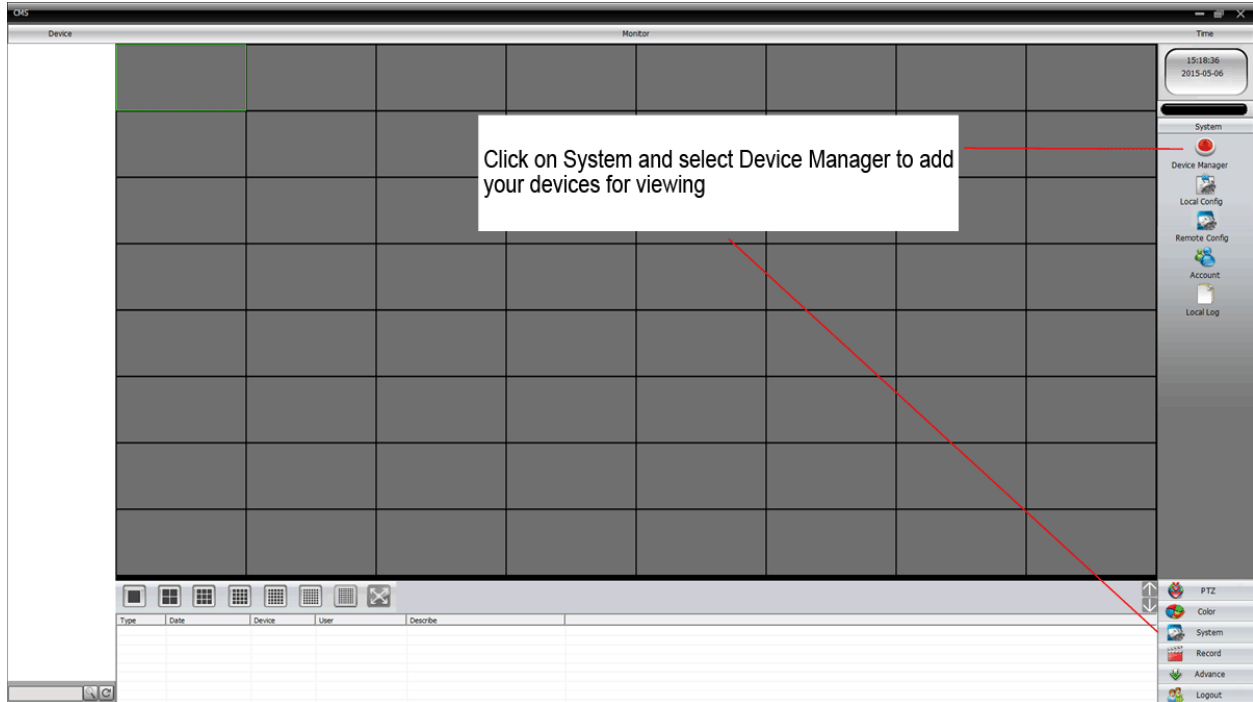 CMS
Device
Monitor
Time
15:18:36
2015-05-06
System
Device Manager
Local Config
Remote Config
Account
Local Log
Click on System and select Device Manager to add
your devices for viewing
PTZ
Color
System
Record
Advance
Logout
Type Date Device User Describe